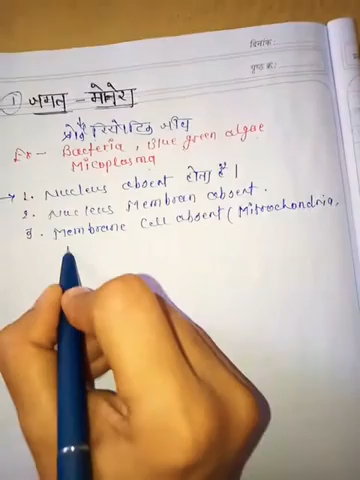 दिनांक:
पृष्ठ क्र:
1 जगत् - मोनेरा
प्रोकैरियोटिक जीव
Ex- Bacteria, Blue green algae
Micoplasma
→ 1. Nucleus absent होता है।
2. Nucleus Membran absent.
3. Membrane Cell absent (Mitrochondria,